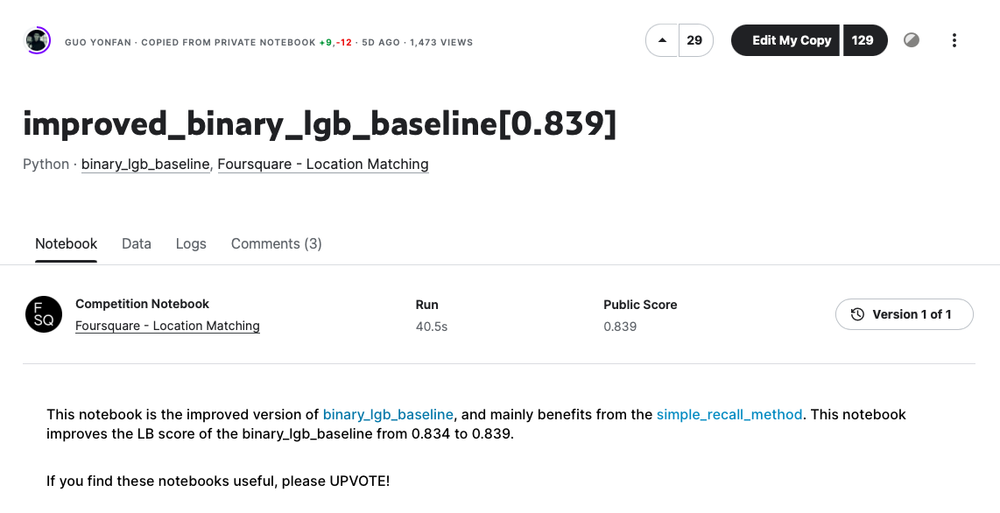 GUO YONFAN · COPIED FROM PRIVATE NOTEBOOK +9,-12 · 5D AGO · 1,473 VIEWS
29
Edit My Copy 129
improved_binary_lgb_baseline[0.839]
Python · binary_lgb_baseline, Foursquare - Location Matching
Notebook Data Logs Comments (3)
F
SQ
Competition Notebook
Foursquare - Location Matching
Run
40.5s
Public Score
0.839
Version 1 of 1
This notebook is the improved version of binary_lgb_baseline, and mainly benefits from the simple_recall_method. This notebook
improves the LB score of the binary_lgb_baseline from 0.834 to 0.839.
If you find these notebooks useful, please UPVOTE!